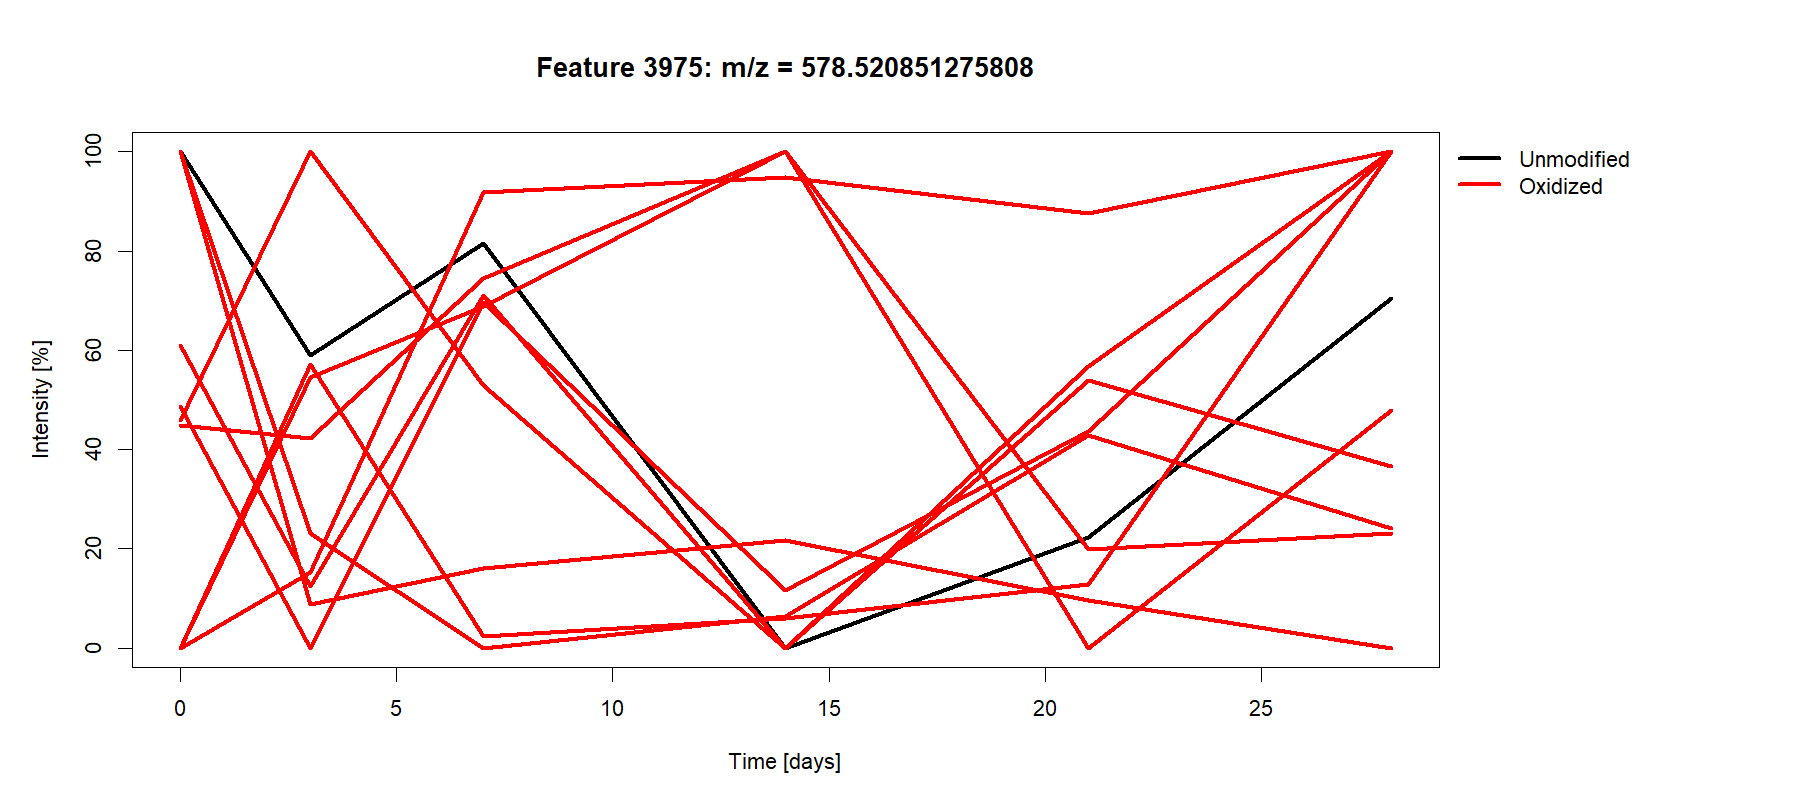 Feature 3975: m/z = 578.520851275808
Unmodified
Oxidized
Intensity [%]
100
80
60
40
20
0
0 5 10 15 20 25
Time [days]